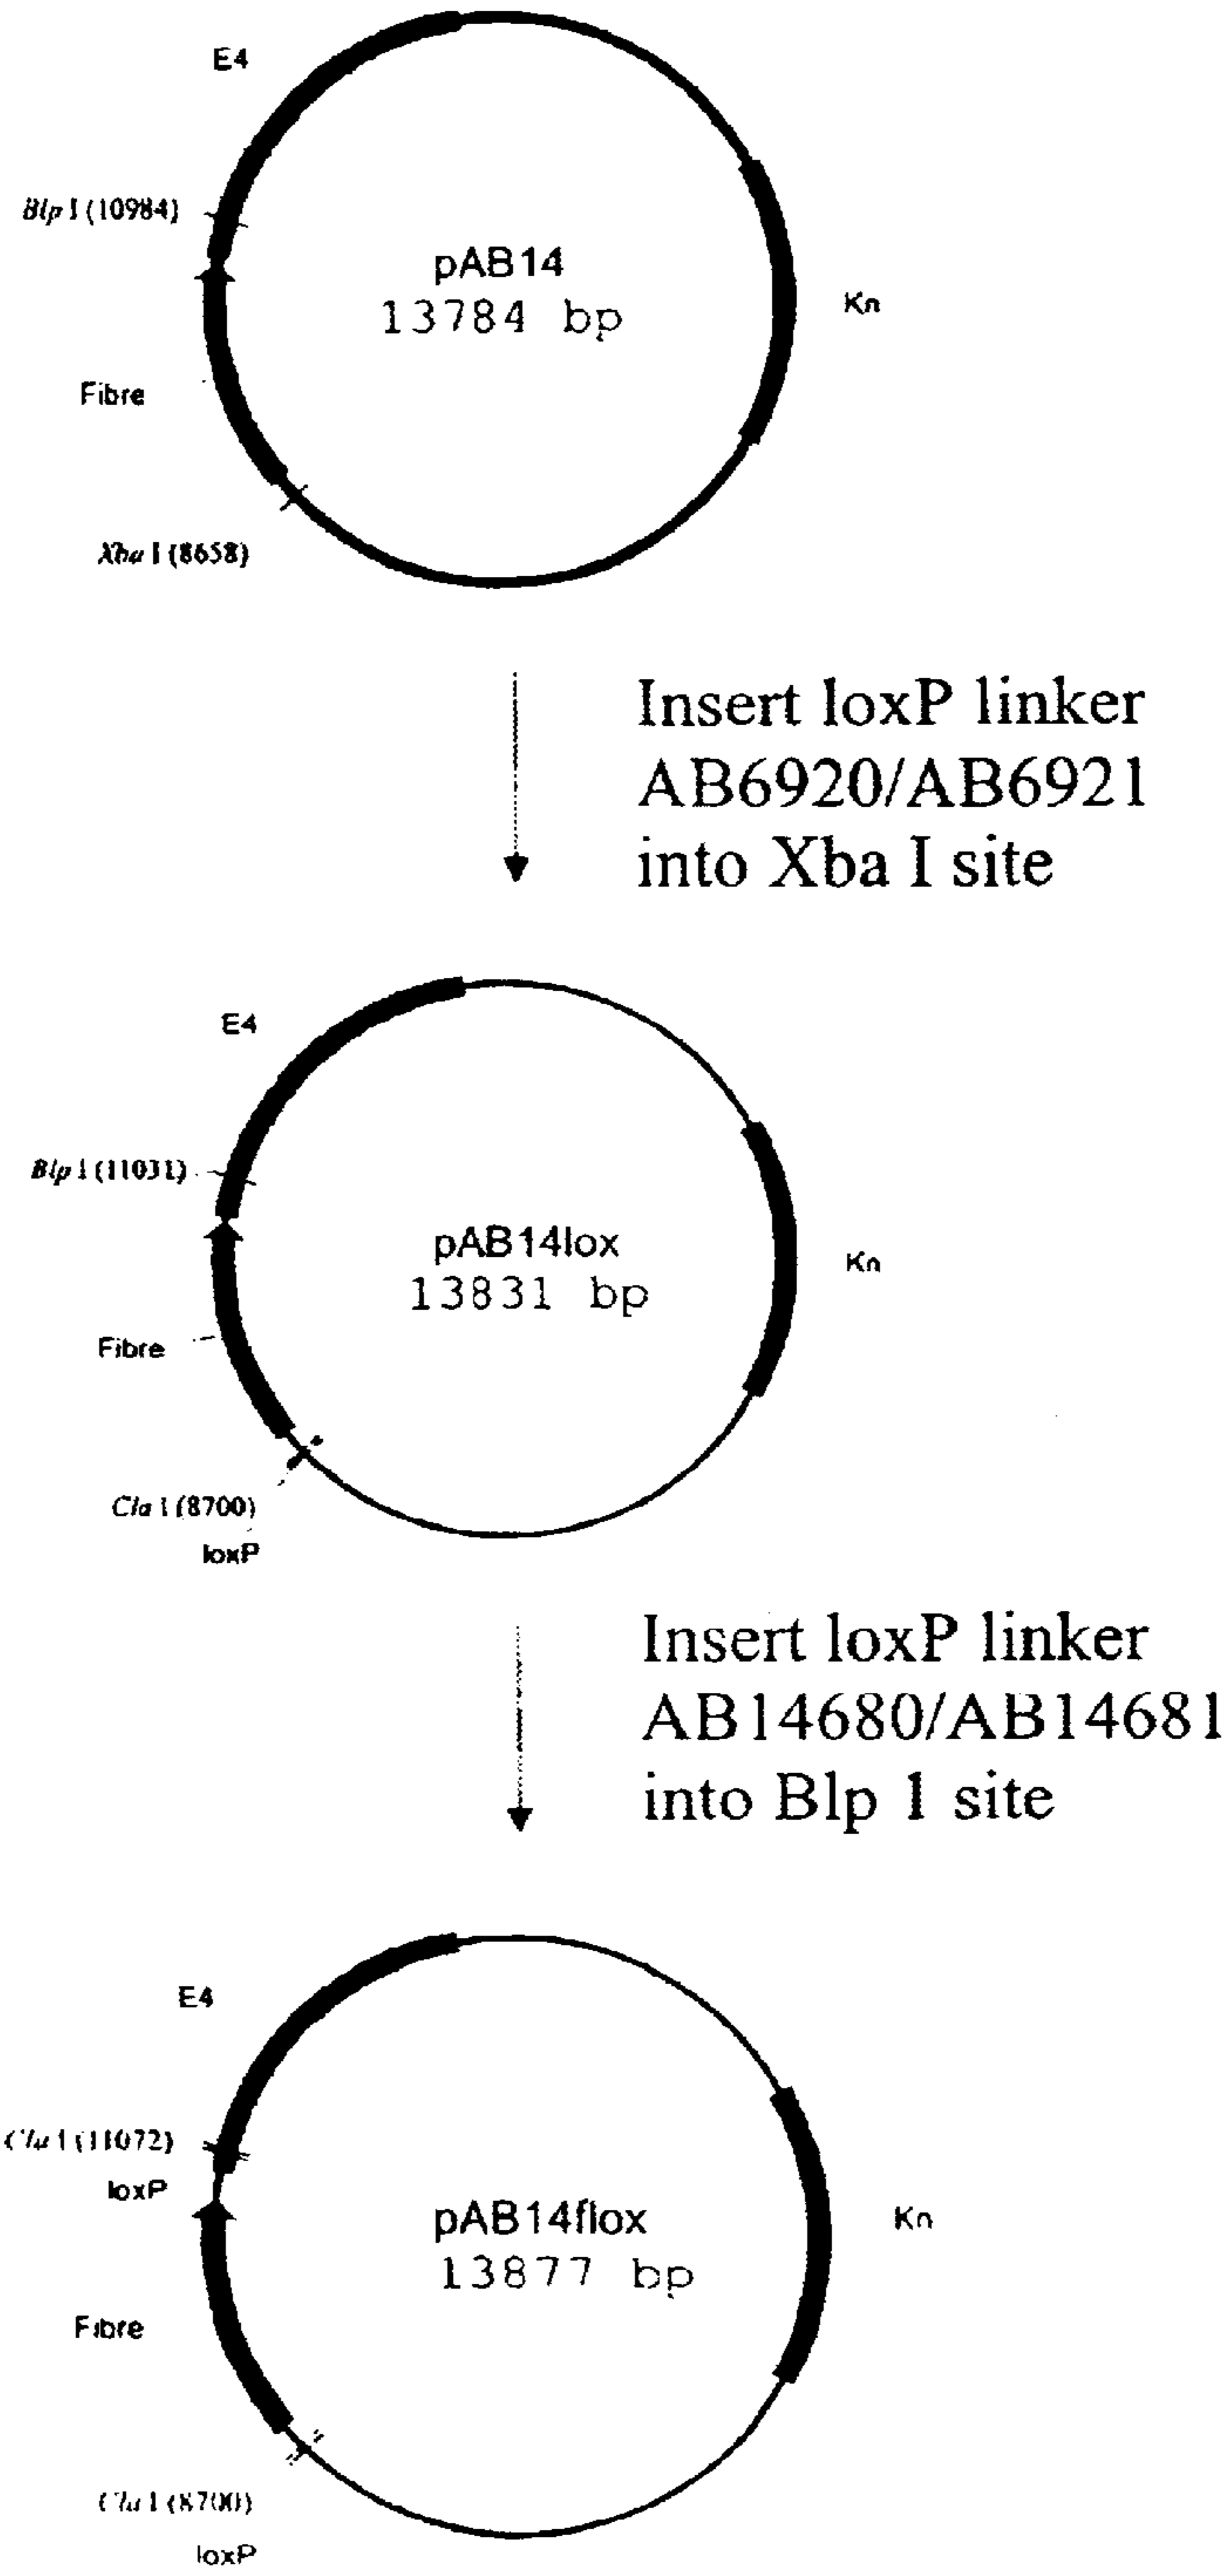 E4
Blp I (10984)
pAB14
13784 bp
Kn
Fibre
Xba I (8658)
Insert loxP linker
AB6920/AB6921
into Xba I site
E4
Blp I (11031)
pAB14lox
13831 bp
Kn
Fibre
Cla I (8700)
loxP
Insert loxP linker
AB14680/AB14681
into Blp 1 site
E4
Cla I (11072)
loxP
pAB14flox
13877 bp
Kn
Fibre
Cla I (8700)
loxP